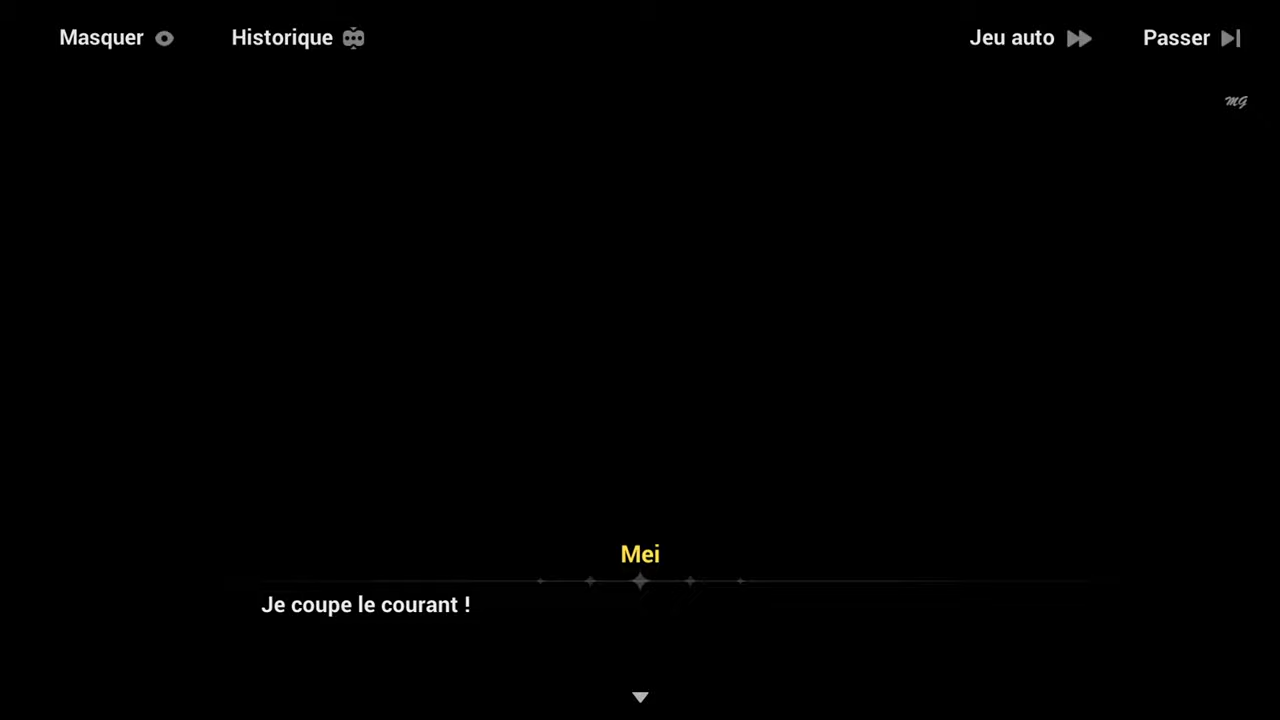 Masquer
Historique
Jeu auto
Passer
MG
Mei
Je coupe le courant !